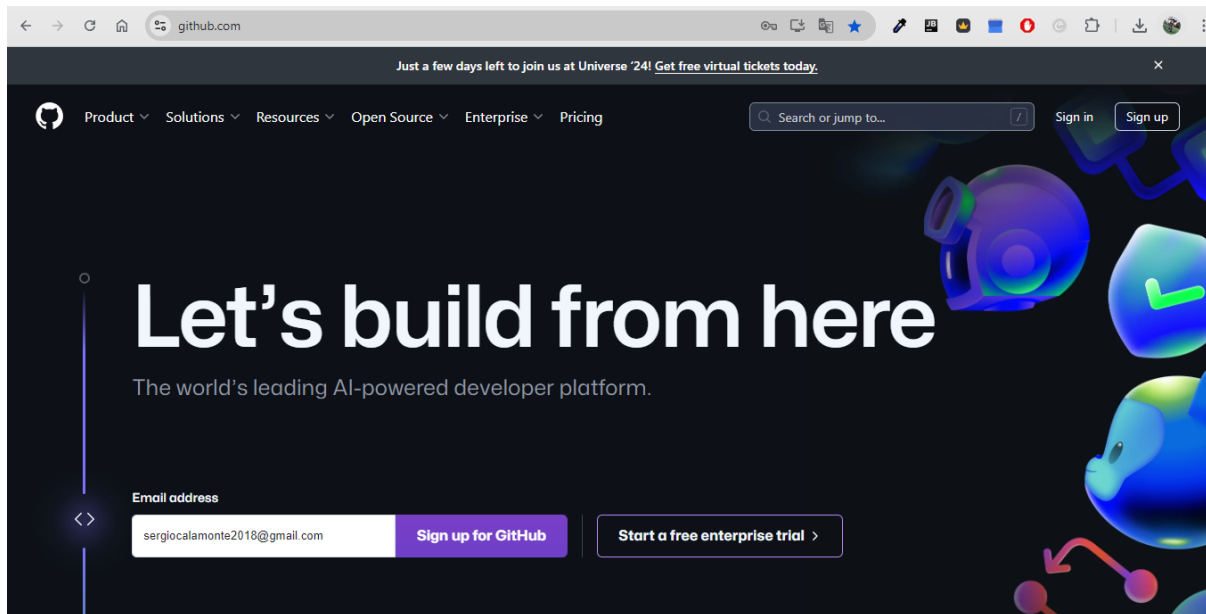 github.com
JB
Just a few days left to join us at Universe ‘24! Get free virtual tickets today.
Product Solutions Resources Open Source Enterprise Pricing Search or jump to... / Sign in Sign up
Let’s build from here
The world’s leading AI-powered developer platform.
Email address
sergiocalamonte2018@gmail.com Sign up for GitHub Start a free enterprise trial